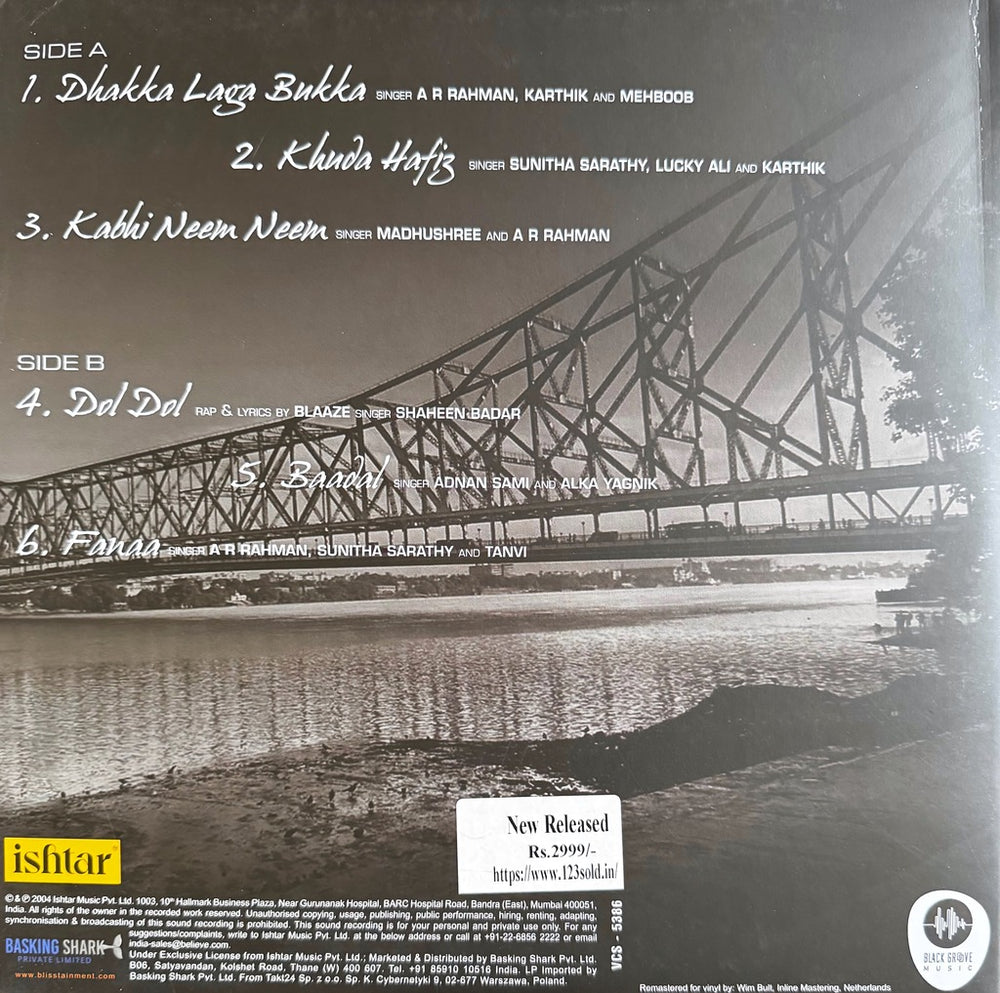 SIDE A
1. Dhakka Laga Bukka SINGER A R RAHMAN, KARTHIK AND MEHBOOB
2. Khuda Hafiz SINGER SUNITHA SARATHY, LUCKY ALI AND KARTHIK
3. Kabhi Neem Neem SINGER MADHUSHREE AND A R RAHMAN
SIDE B
4. Dol Dol RAP & LYRICS BY BLAAZE SINGER SHAHEEN BADAR
5. Baadal SINGER ADNAN SAMI AND ALKA YAGNIK
6. Fanaa SINGER A R RAHMAN, SUNITHA SARATHY AND TANVI
New Released
Rs.2999/-
https://www.123sold.in/
ishtar
© & ℗ 2004 Ishtar Music Pvt. Ltd. 1003, 10th Hallmark Business Plaza, Near Gurunanak Hospital, BARC Hospital Road, Bandra (East), Mumbai 400051,
India. All rights of the owner in the recorded work reserved. Unauthorised copying, usage, publishing, public performance, hiring, renting, adapting,
synchronisation & broadcasting of this sound recording is prohibited. This sound recording is for your personal and private use only. For any
suggestions/complaints, write to Ishtar Music Pvt. Ltd. at the below address or call at +91-22-6856 2222 or email
india-sales@believe.com.
Under Exclusive License from Ishtar Music Pvt. Ltd.; Marketed & Distributed by Basking Shark Pvt. Ltd.
B06, Satyavandan, Kolshet Road, Thane (W) 400 607. Tel. +91 85910 10516 India. LP Imported by
Basking Shark Pvt. Ltd. From Takt24 Sp. z o.o. Sp. K. Cybernetyki 9, 02-677 Warszawa, Poland.
BASKING SHARK
PRIVATE LIMITED
www.blisstainment.com
VCS - 5386
BLACK GROOVE
MUSIC
Remastered for vinyl by: Wim Bult, Inline Mastering, Netherlands